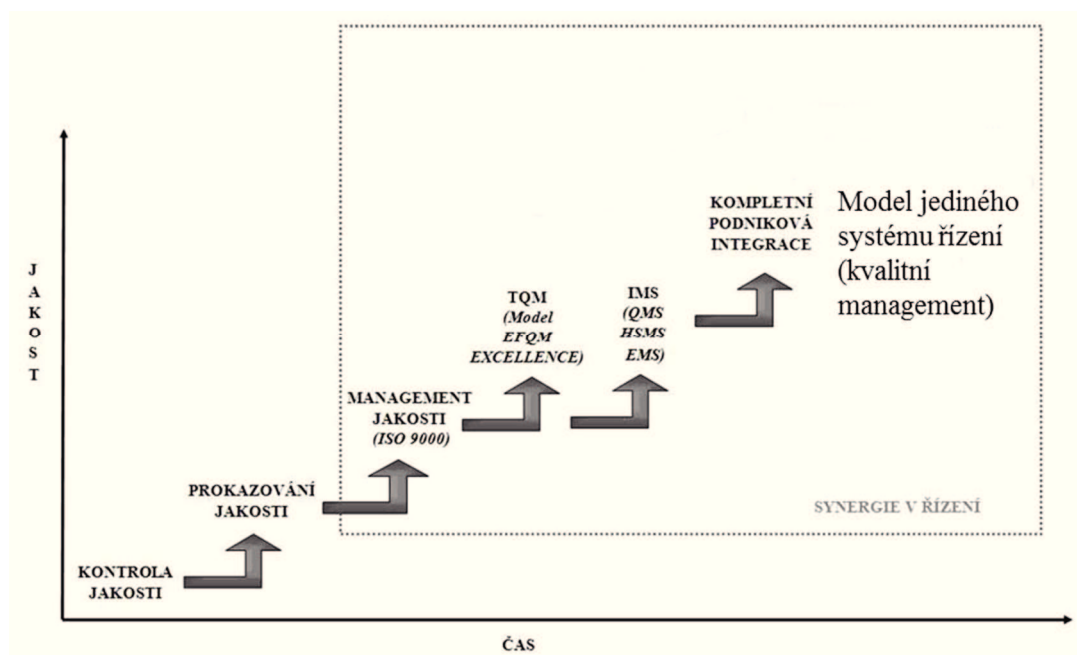 KOMPLETNÍ
PODNIKOVÁ
INTEGRACE
Model jediného
systému řízení
(kvalitní
management)
JAKOST
TQM
(Model
EFQM
EXCELLENCE)
IMS
(QMS
HSMS
EMS)
MANAGEMENT
JAKOSTI
(ISO 9000)
PROKAZOVÁNÍ
JAKOSTI
SYNERGIE V ŘÍZENÍ
KONTROLA
JAKOSTI
ČAS